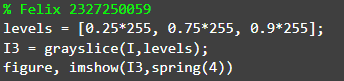 % Felix 2327250059
levels = [0.25*255, 0.75*255, 0.9*255];
I3 = grayslice(I,levels);
figure, imshow(I3,spring(4))